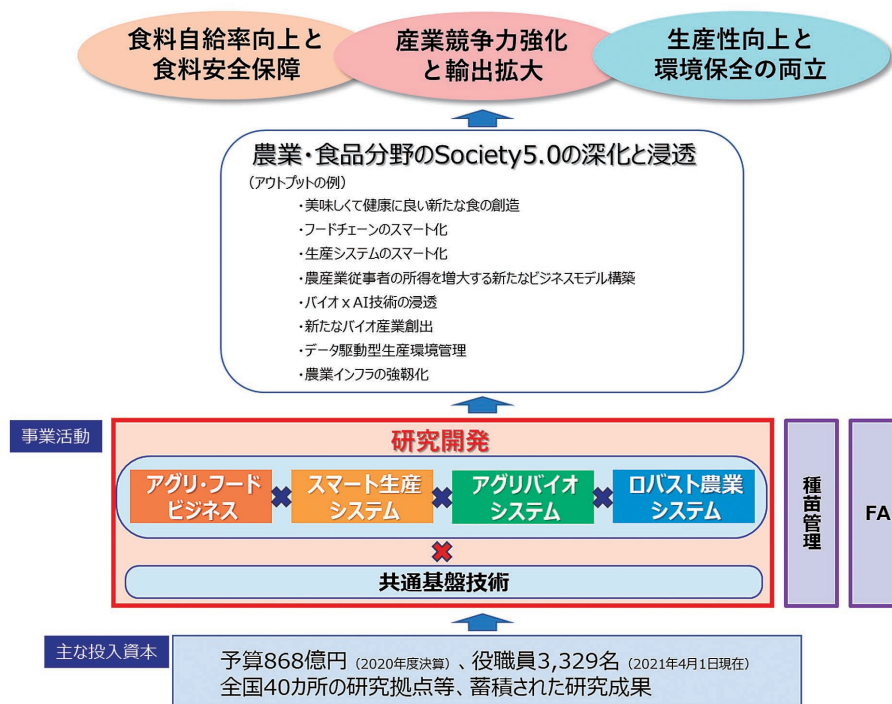 食料自給率向上と
食料安全保障
産業競争力強化
と輸出拡大
生産性向上と
環境保全の両立
農業・食品分野のSociety5.0の深化と浸透
（アウトプットの例）
・美味しくて健康に良い新たな食の創造
・フードチェーンのスマート化
・生産システムのスマート化
・農産業従事者の所得を増大する新たなビジネスモデル構築
・バイオｘAI技術の浸透
・新たなバイオ産業創出
・データ駆動型生産環境管理
・農業インフラの強靱化
事業活動
研究開発
アグリ・フード
ビジネス
スマート生産
システム
アグリバイオ
システム
ロバスト農業
システム
共通基盤技術
種苗管理
FA
主な投入資本
予算868億円（2020年度決算）、役職員3,329名（2021年4月1日現在）
全国40カ所の研究拠点等、蓄積された研究成果